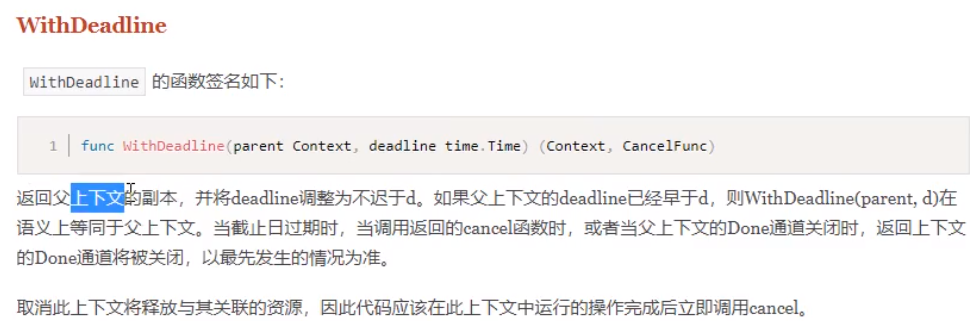 WithDeadline
WithDeadline 的函数签名如下：
1 func WithDeadline(parent Context, deadline time.Time) (Context, CancelFunc)
返回父上下文的副本，并将deadline调整为不迟于d。如果父上下文的deadline已经早于d，则WithDeadline(parent, d)在
语义上等同于父上下文。当截止日过期时，当调用返回的cancel函数时，或者当父上下文的Done通道关闭时，返回上下文
的Done通道将被关闭，以最先发生的情况为准。
取消此上下文将释放与其关联的资源，因此代码应该在此上下文中运行的操作完成后立即调用cancel。